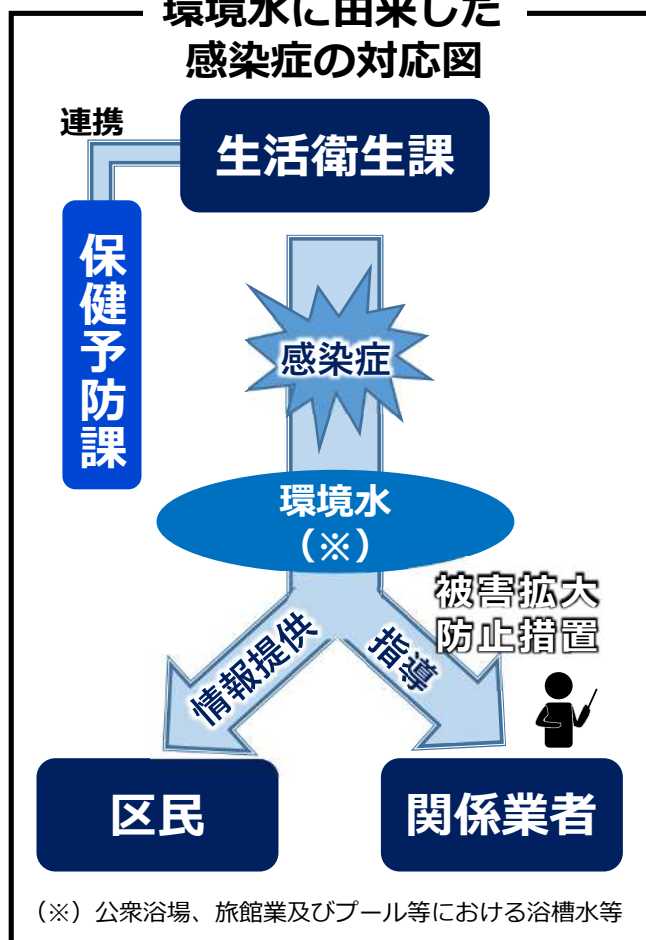 環境水に由来した
感染症の対応図
連携
生活衛生課
保健予防課
感染症
環境水
（※）
被害拡大
防止措置
情報提供
指導
区民
関係業者
（※）公衆浴場、旅館業及びプール等における浴槽水等